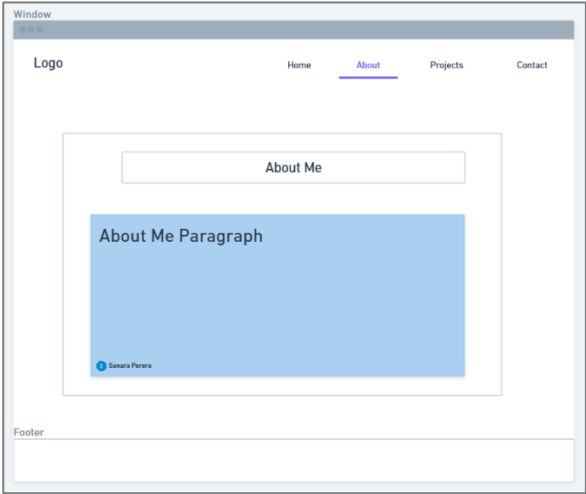 Window
Logo
Home
About
Projects
Contact
About Me
About Me Paragraph
S
Sanara Perera
Footer